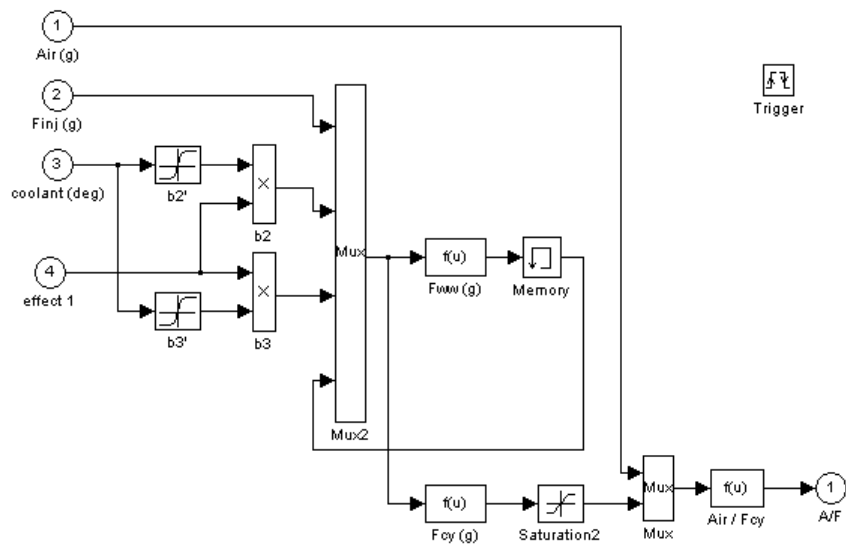 1
Air (g)
2
Finj (g)
Trigger
3
coolant (deg)
b2'
×
b2
4
effect 1
b3'
×
b3
Mux
Mux2
f(u)
Fww (g)
Memory
f(u)
Fcy (g)
Saturation2
Mux
Mux
f(u)
Air / Fcy
1
A/F